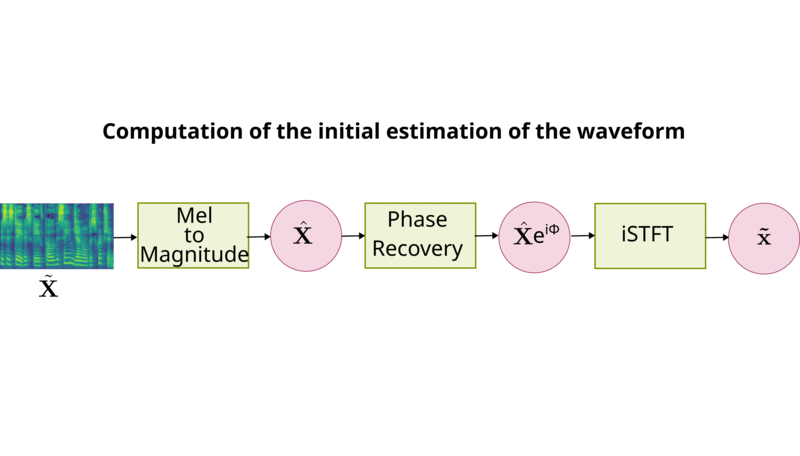 Computation of the initial estimation of the waveform
Mel
to
Magnitude
X̂
Phase
Recovery
X̂e^{iΦ}
iSTFT
x̃
X̃